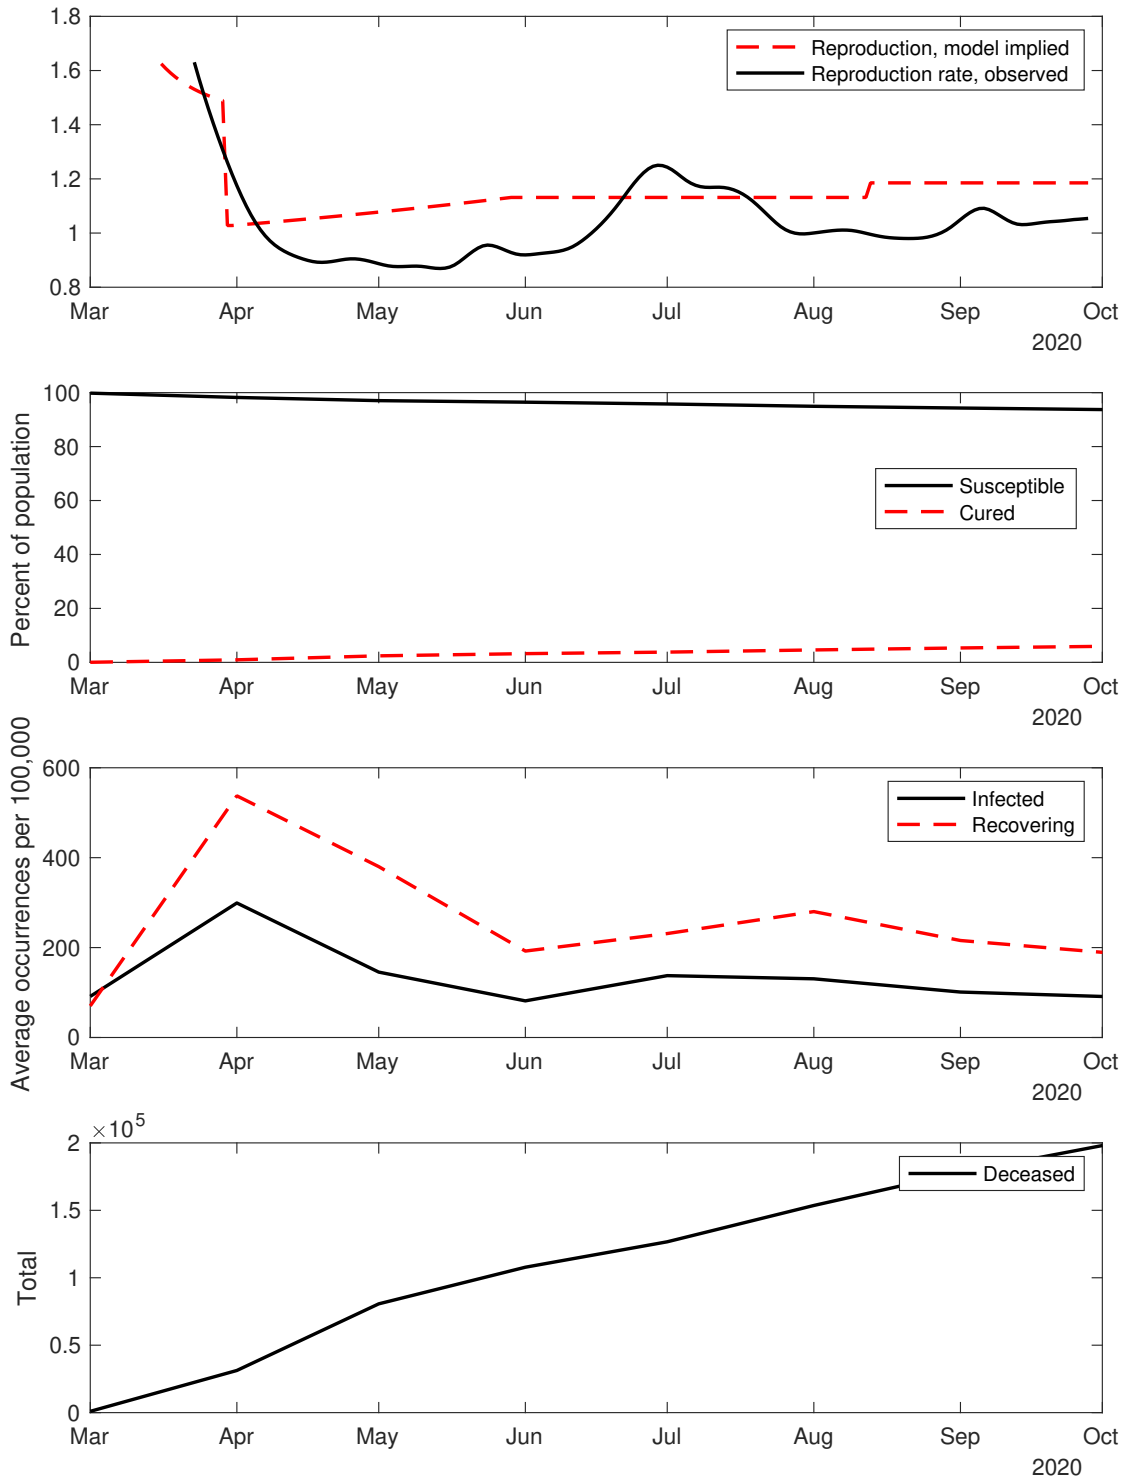 1.8
1.6
1.4
1.2
1
0.8
Reproduction, model implied
Reproduction rate, observed
Mar Apr May Jun Jul Aug Sep Oct
2020
Percent of population
100
80
60
40
20
0
Susceptible
Cured
Mar Apr May Jun Jul Aug Sep Oct
2020
Average occurrences per 100,000
600
400
200
0
Infected
Recovering
Mar Apr May Jun Jul Aug Sep Oct
2020
×10⁵
Total
2
1.5
1
0.5
0
Deceased
Mar Apr May Jun Jul Aug Sep Oct
2020